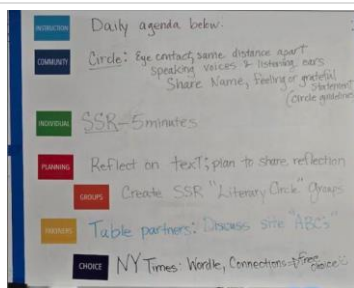 INSTRUCTION Daily agenda below.
COMMUNITY Circle: Eye contact, same distance apart
speaking voices & listening ears
Share Name, feeling or grateful
statement
(circle guidelines
INDIVIDUAL SSR-5 minutes
PLANNING Reflect on text; plan to share reflection
GROUPS Create SSR "Literary Circle" Groups
PARTNERS Table partners: Discuss site "ABC's"
CHOICE NY Times: Wordle, Connections + free
choice